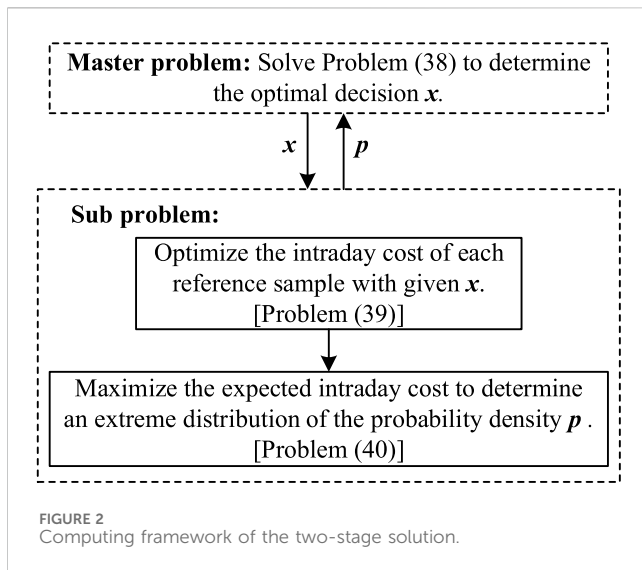 Master problem: Solve Problem (38) to determine
the optimal decision x.
x
p
Sub problem:
Optimize the intraday cost of each
reference sample with given x.
[Problem (39)]
Maximize the expected intraday cost to determine
an extreme distribution of the probability density p .
[Problem (40)]
FIGURE 2
Computing framework of the two-stage solution.